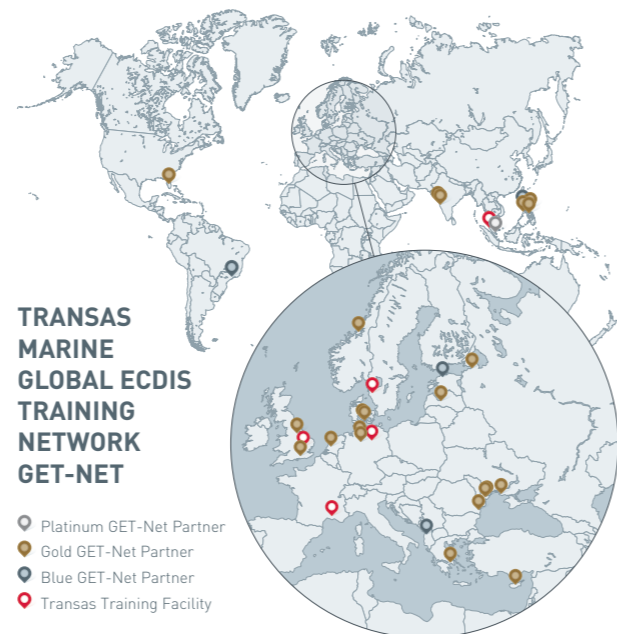 TRANSAS
MARINE
GLOBAL ECDIS
TRAINING
NETWORK
GET-NET
Platinum GET-Net Partner
Gold GET-Net Partner
Blue GET-Net Partner
Transas Training Facility